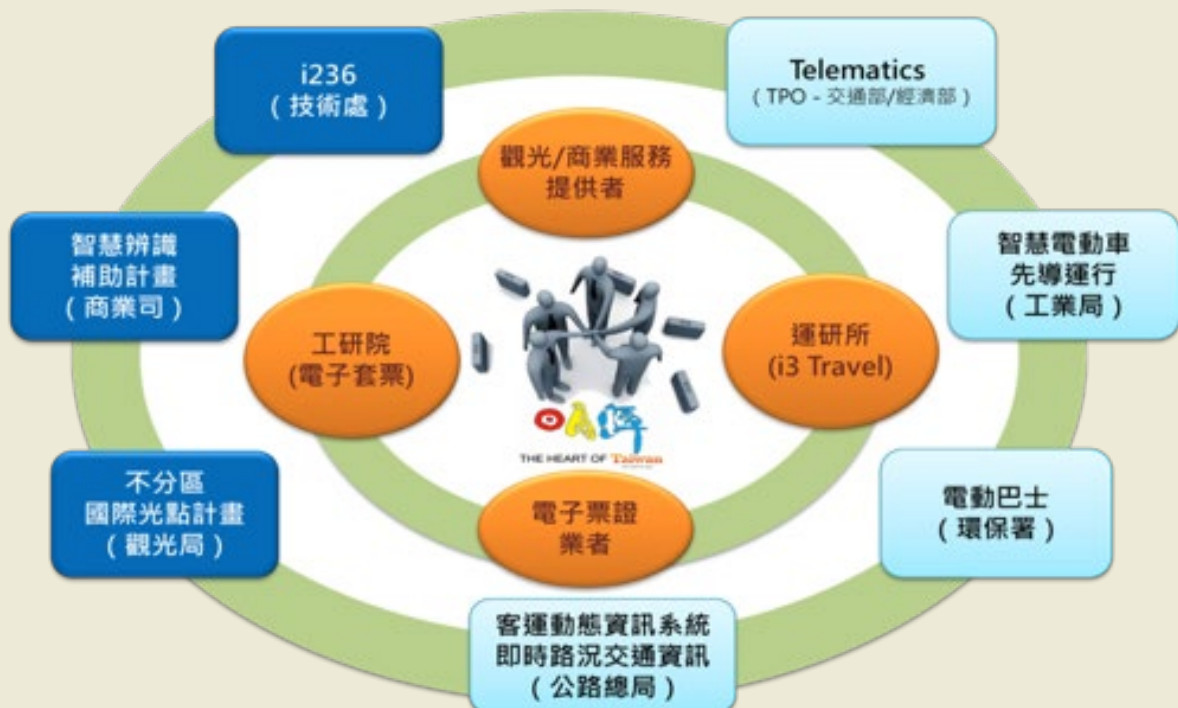 i236
（技術處）
Telematics
（TPO - 交通部/經濟部）
觀光/商業服務
提供者
智慧辨識
補助計畫
（商業司）
智慧電動車
先導運行
（工業局）
工研院
(電子套票)
運研所
(i3 Travel)
THE HEART OF Taiwan
不分區
國際光點計畫
（觀光局）
電子票證
業者
電動巴士
（環保署）
客運動態資訊系統
即時路況交通資訊
（公路總局）